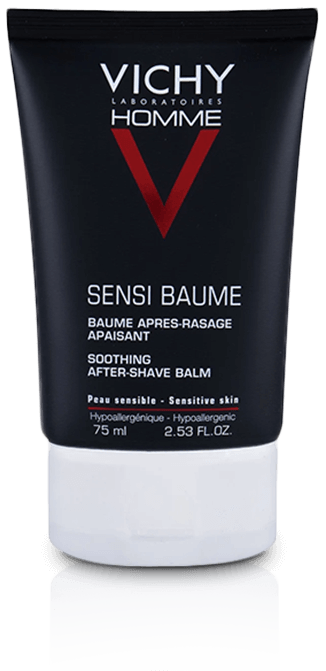 VICHY
LABORATOIRES
HOMME
SENSI BAUME
BAUME APRES-RASAGE
APAISANT
SOOTHING
AFTER-SHAVE BALM
Peau sensible - Sensitive skin
Hypoallergénique - Hypoallergenic
75 ml 2.53 FL.OZ.